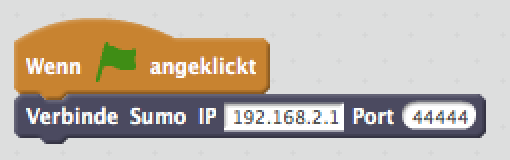 Wenn angeklickt
Verbinde Sumo IP 192.168.2.1 Port 44444